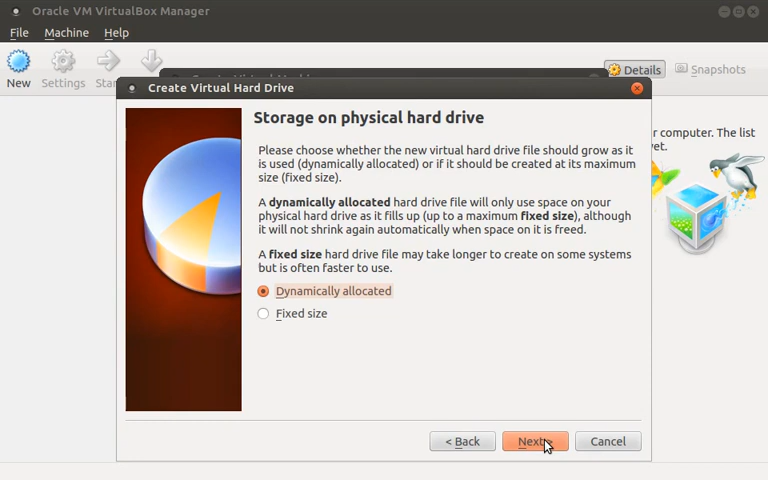 Oracle VM VirtualBox Manager
File Machine Help
New Settings Details Snapshots
Create Virtual Hard Drive
Storage on physical hard drive
Please choose whether the new virtual hard drive file should grow as it
is used (dynamically allocated) or if it should be created at its maximum
size (fixed size).
A dynamically allocated hard drive file will only use space on your
physical hard drive as it fills up (up to a maximum fixed size), although
it will not shrink again automatically when space on it is freed.
A fixed size hard drive file may take longer to create on some systems
but is often faster to use.
Dynamically allocated
Fixed size
r computer. The list
< Back Next > Cancel